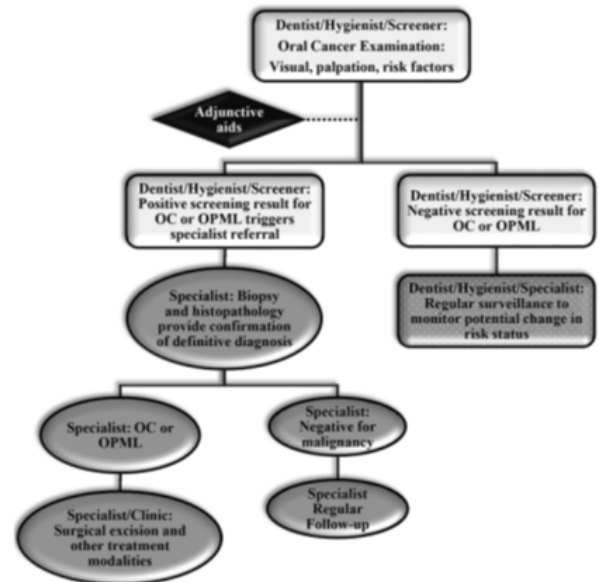 Dentist/Hygienist/Screener:
Oral Cancer Examination:
Visual, palpation, risk factors
Adjunctive
aids
Dentist/Hygienist/Screener:
Positive screening result for
OC or OPML triggers
specialist referral
Dentist/Hygienist/Screener:
Negative screening result for
OC or OPML
Specialist: Biopsy
and histopathology
provide confirmation
of definitive diagnosis
Dentist/Hygienist/Specialist:
Regular surveillance to
monitor potential change in
risk status
Specialist: OC or
OPML
Specialist:
Negative for
malignancy
Specialist/Clinic:
Surgical excision and
other treatment
modalities
Specialist
Regular
Follow-up